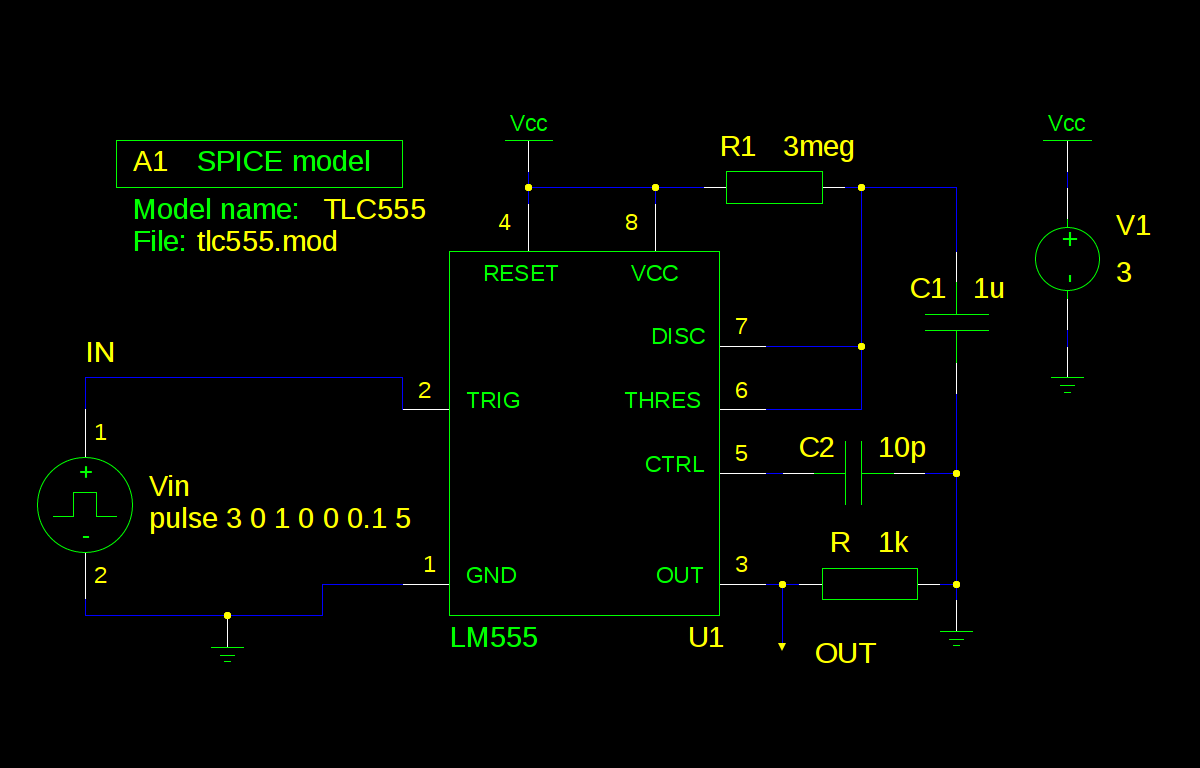 Vcc
Vcc
R1 3meg
A1 SPICE model
Model name: TLC555
File: tlc555.mod
4
8
V1
+
3
-
RESET
VCC
C1 1u
DISC
7
IN
2
TRIG
THRES
6
1
CTRL
5
C2 10p
+
Vin
pulse 3 0 1 0 0 0.1 5
-
2
1
GND
OUT
3
R 1k
LM555
U1
OUT